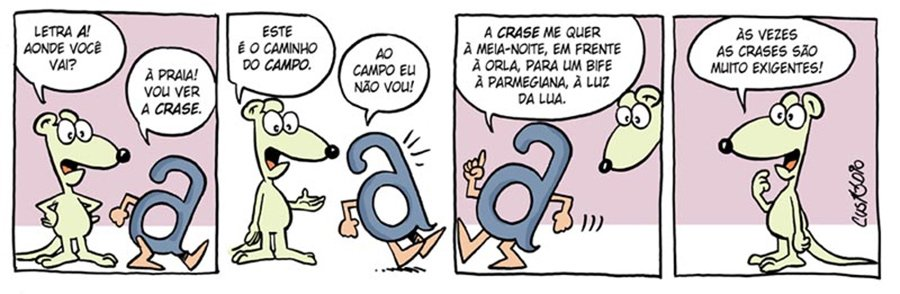 LETRA A!
AONDE VOCÊ
VAI?
À PRAIA!
VOU VER
A CRASE.
ESTE
É O CAMINHO
DO CAMPO.
AO
CAMPO EU
NÃO VOU!
A CRASE ME QUER
À MEIA-NOITE, EM FRENTE
À ORLA, PARA UM BIFE
À PARMEGIANA, À LUZ
DA LUA.
ÀS VEZES
AS CRASES SÃO
MUITO EXIGENTES!
a
a
a
CUSTÓDIO